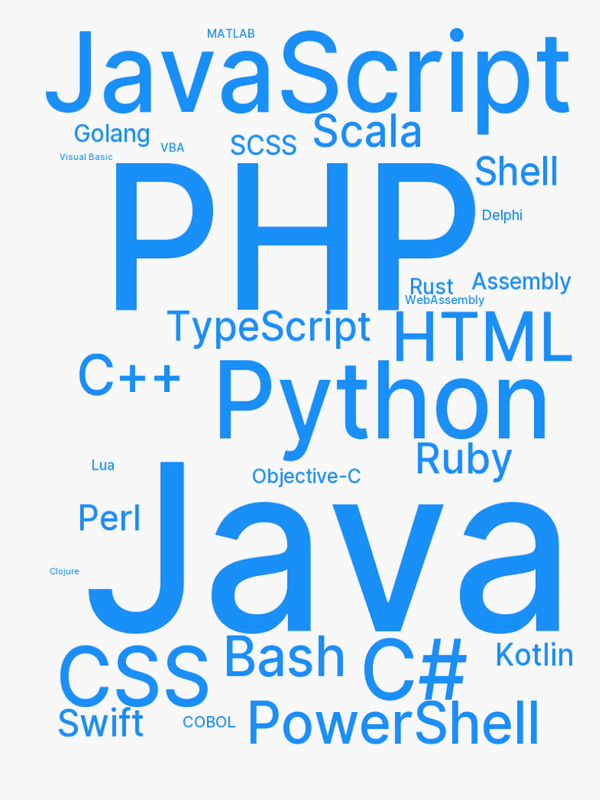 MATLAB
JavaScript
Golang
VBA
SCSS
Scala
Visual Basic
PHP
Shell
Delphi
Rust
Assembly
WebAssembly
TypeScript
HTML
C++
Python
Ruby
Lua
Objective-C
Perl
Java
Clojure
CSS
Bash
C#
Kotlin
Swift
COBOL
PowerShell